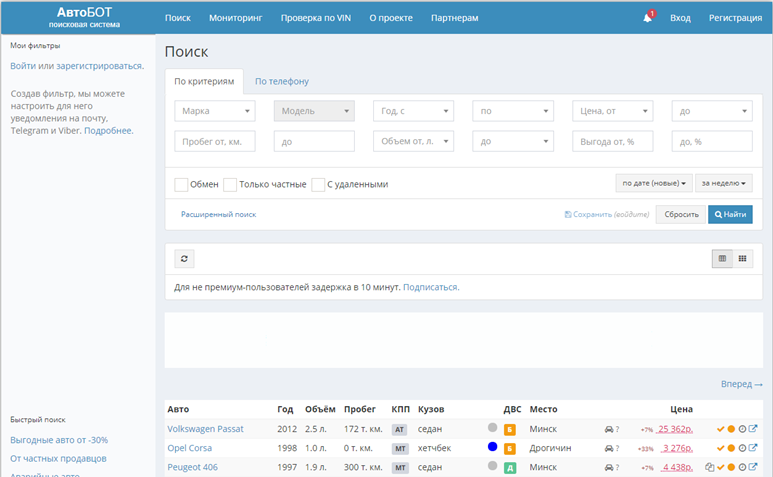 АвтоБОТ
поисковая система
Поиск Мониторинг Проверка по VIN О проекте Партнерам 1 Вход Регистрация
Мои фильтры
Войти или зарегистрироваться.
Создав фильтр, вы можете
настроить для него
уведомления на почту,
Telegram и Viber. Подробнее.
Поиск
По критериям По телефону
Марка Модель Год, с по Цена, от до
Пробег от, км. до Объем от, л. до Выгода от, % до, %
Обмен Только частные С удаленными по дате (новые) за неделю
Расширенный поиск Сохранить (войдите) Сбросить Найти
Для не премиум-пользователей задержка в 10 минут. Подписаться.
Вперед →
Авто Год Объём Пробег КПП Кузов ДВС Место Цена
Volkswagen Passat 2012 2.5 л. 172 т. км. АТ седан Б Минск ? +7% 25 362р.
Opel Corsa 1998 1.0 л. 0 т. км. МТ хетчбек Б Дрогичин ? +33% 3 276р.
Peugeot 406 1997 1.9 л. 300 т. км. МТ седан Д Минск ? +7% 4 438р.
Быстрый поиск
Выгодные авто от -30%
От частных продавцов
Аварийные авто